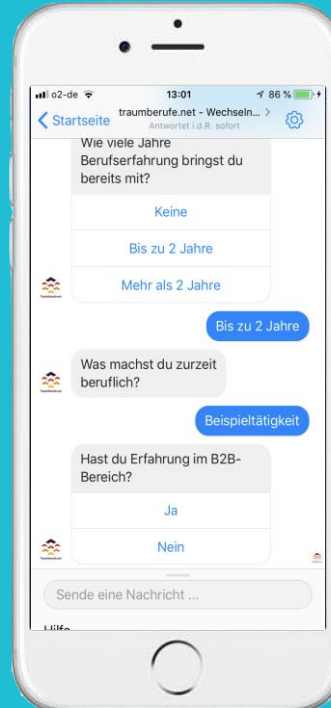 o2-de 13:01 86 %
Startseite traumberufe.net - Wechseln...
Antwortet i.d.R. sofort
Wie viele Jahre
Berufserfahrung bringst du
bereits mit?
Keine
Bis zu 2 Jahre
Mehr als 2 Jahre
Bis zu 2 Jahre
Was machst du zurzeit
beruflich?
Beispieltätigkeit
Hast du Erfahrung im B2B-
Bereich?
Ja
Nein
Sende eine Nachricht ...
Hilfe